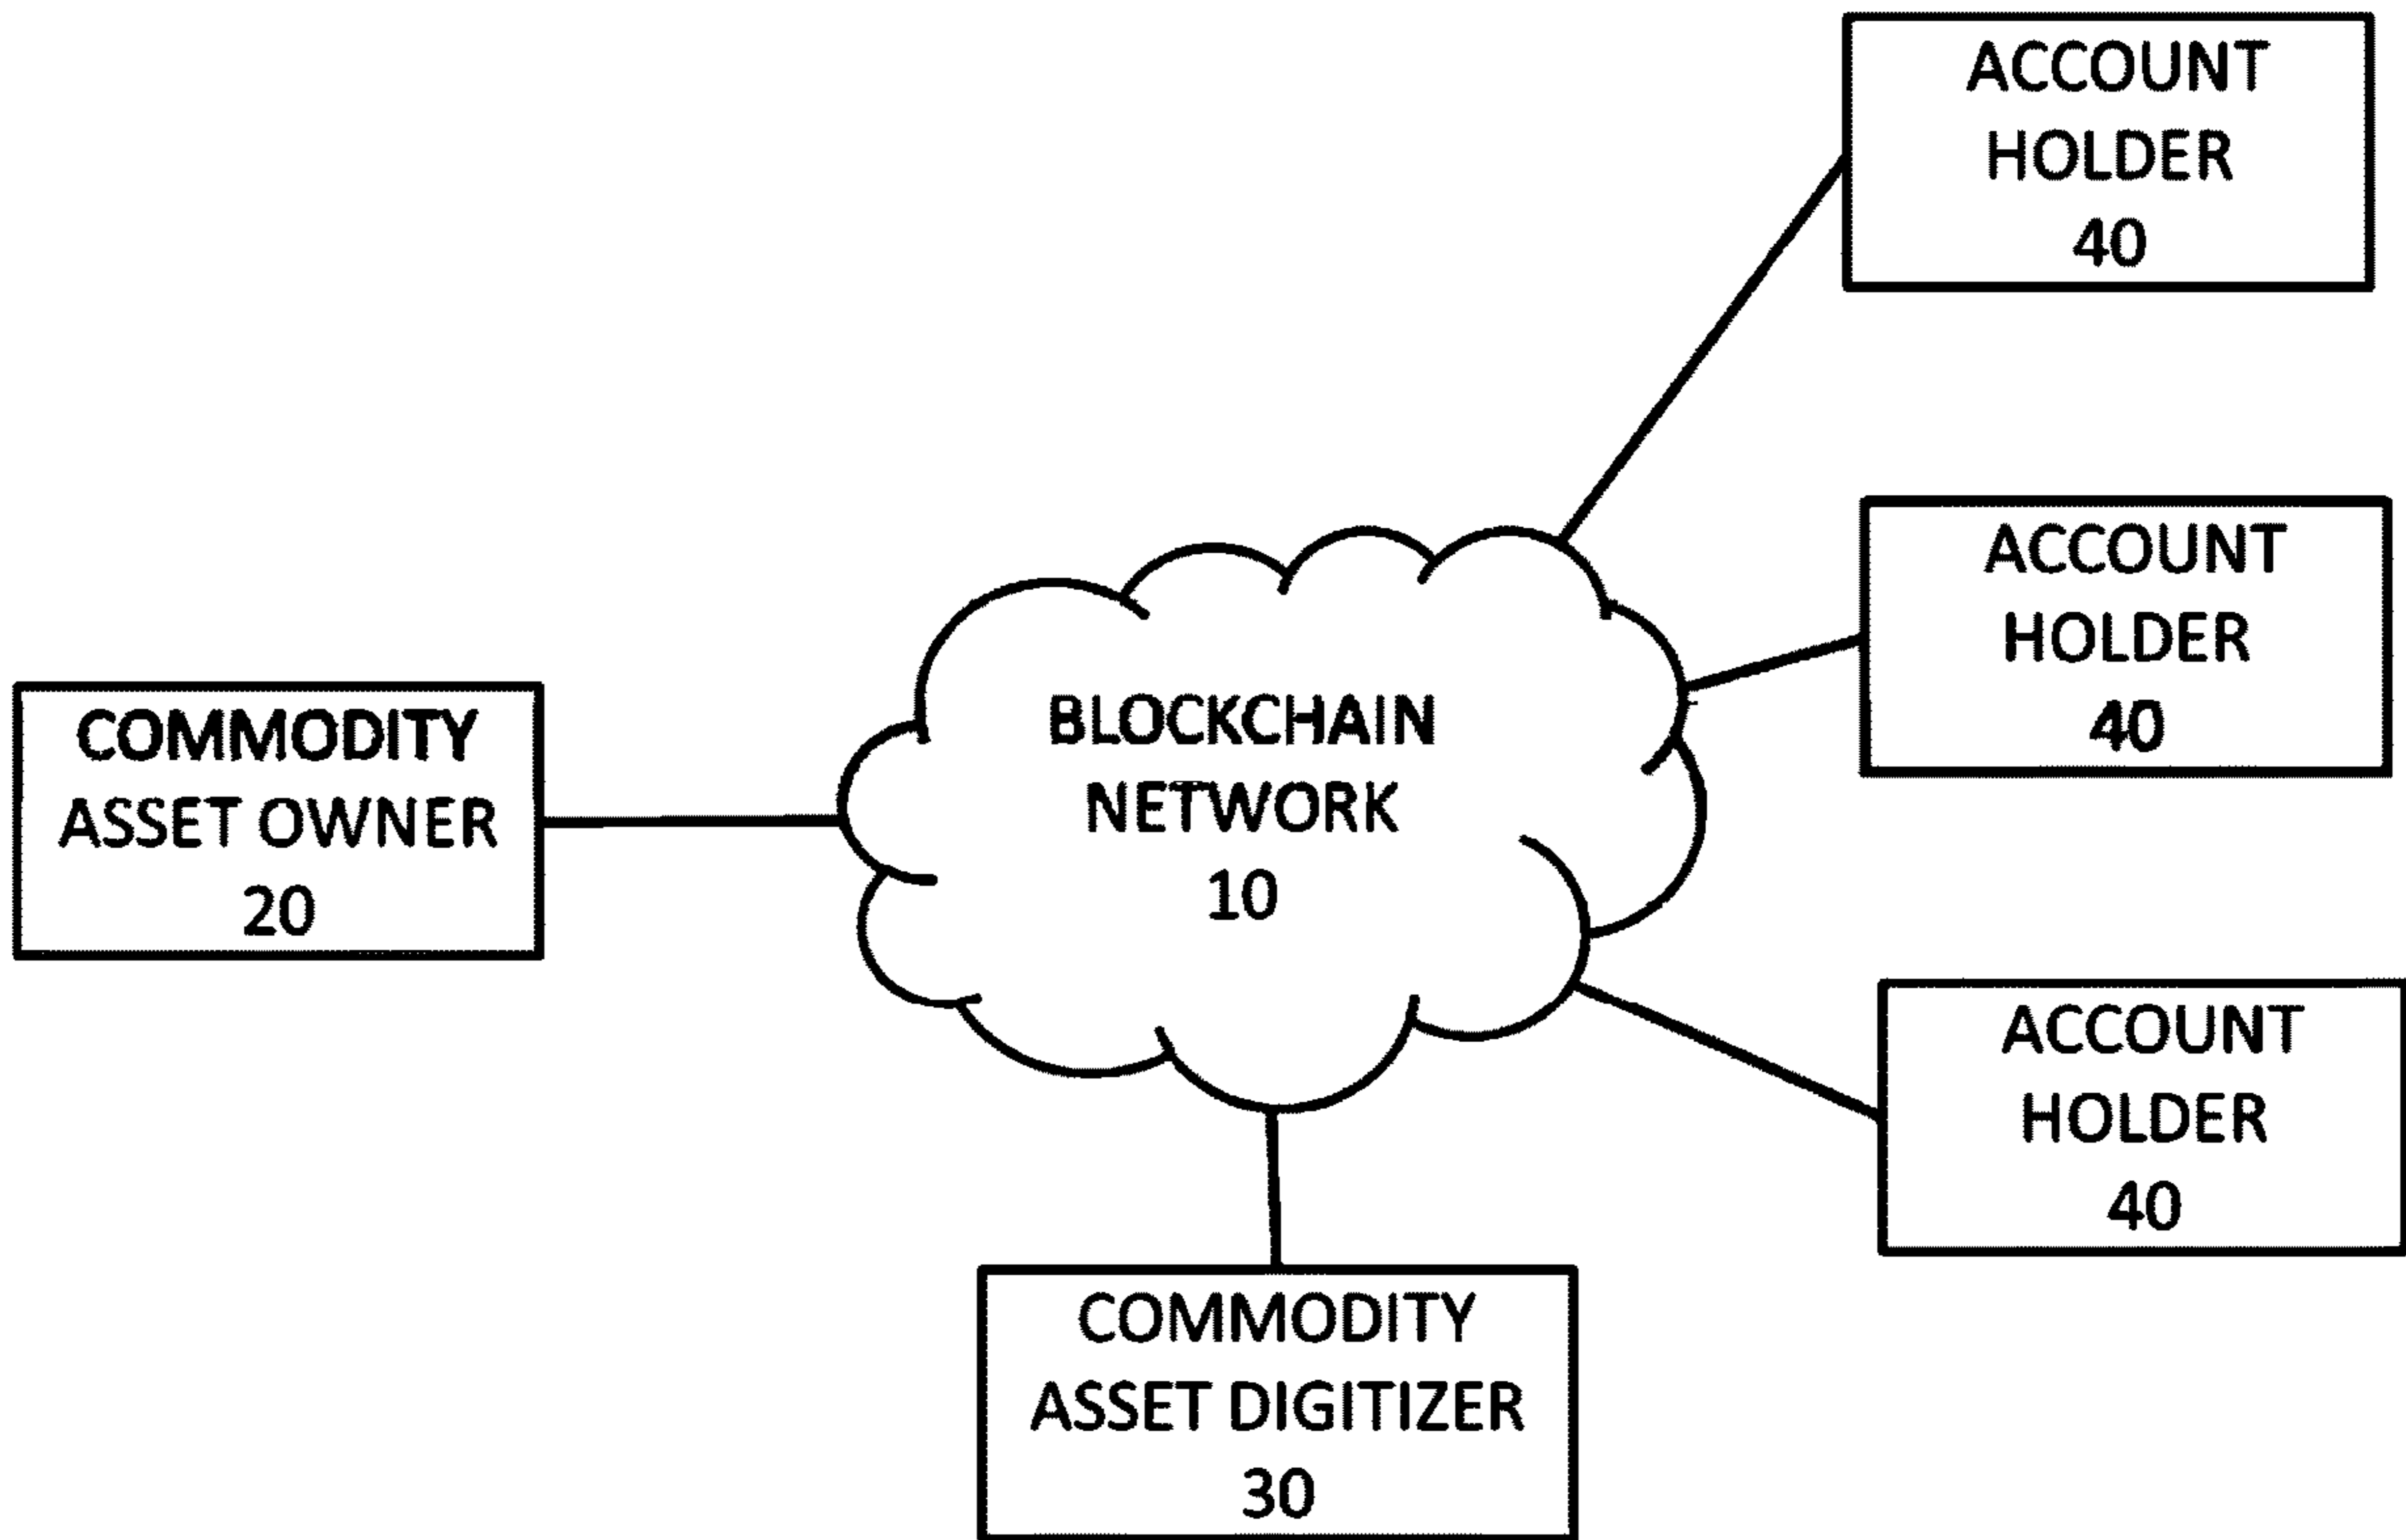 ACCOUNT
HOLDER
40
ACCOUNT
HOLDER
40
COMMODITY
ASSET OWNER
20
BLOCKCHAIN
NETWORK
10
ACCOUNT
HOLDER
40
COMMODITY
ASSET DIGITIZER
30